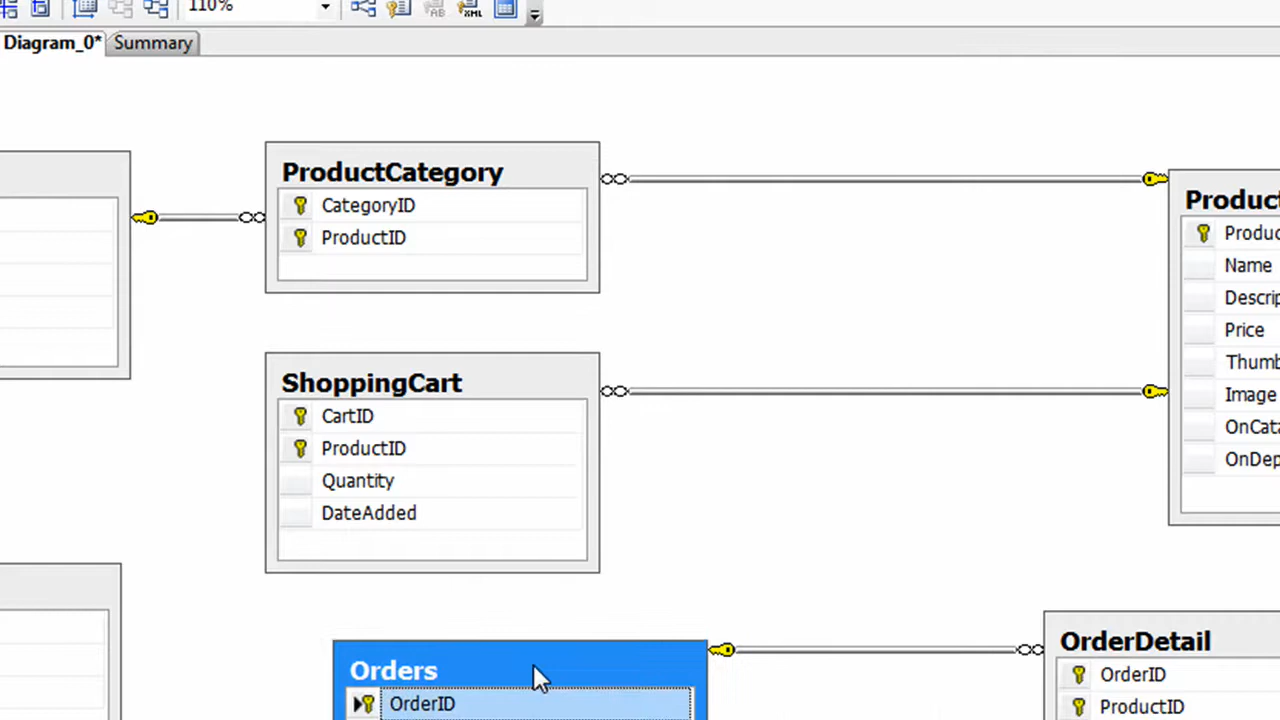 110%
Diagram_0*
Summary
ProductCategory
CategoryID
ProductID
ShoppingCart
CartID
ProductID
Quantity
DateAdded
Product
Produc
Name
Descrip
Price
Thumb
Image
OnCata
OnDep
Orders
OrderID
OrderDetail
OrderID
ProductID